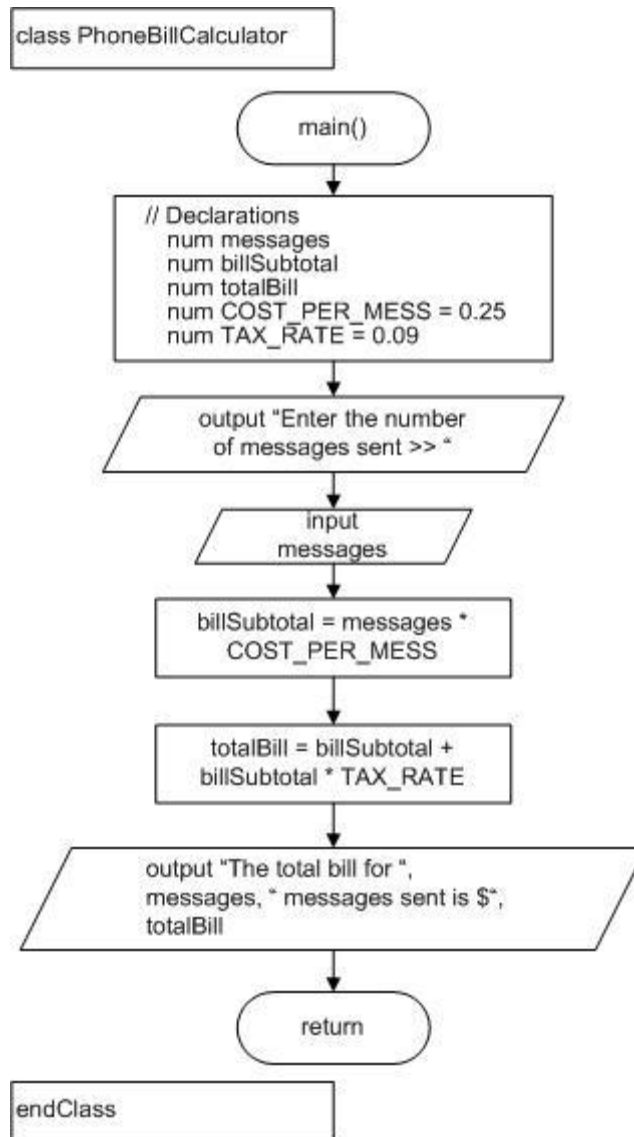 class PhoneBillCalculator
main()
// Declarations
num messages
num billSubtotal
num totalBill
num COST_PER_MESS = 0.25
num TAX_RATE = 0.09
output “Enter the number
of messages sent >> “
input
messages
billSubtotal = messages *
COST_PER_MESS
totalBill = billSubtotal +
billSubtotal * TAX_RATE
output “The total bill for “,
messages, “ messages sent is $“,
totalBill
return
endClass